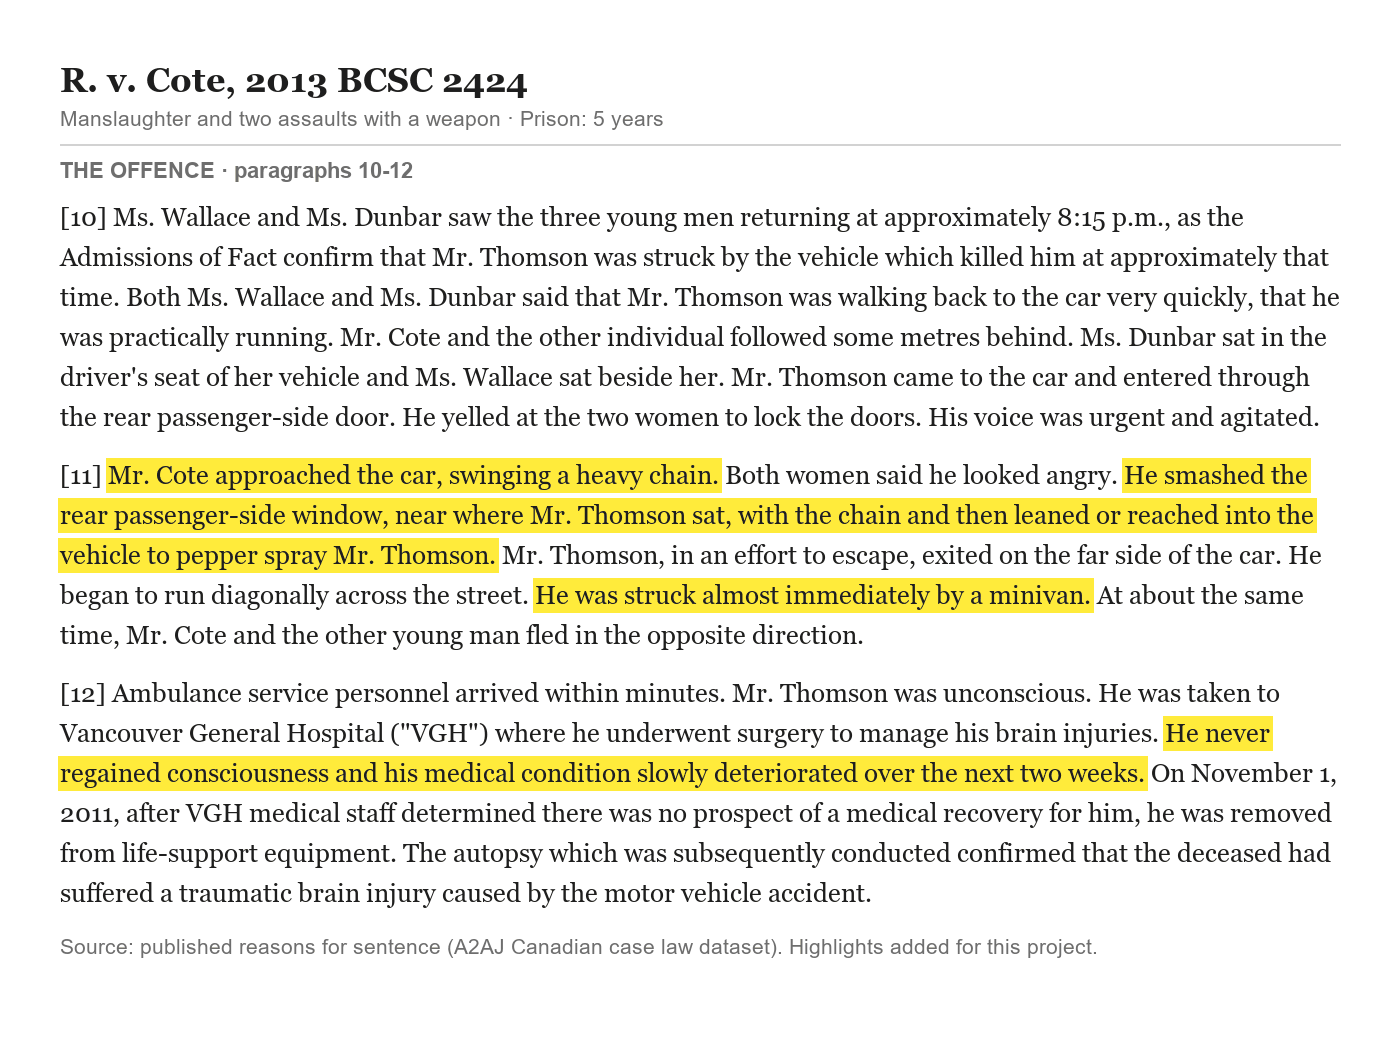 R. v. Cote, 2013 BCSC 2424
Manslaughter and two assaults with a weapon · Prison: 5 years
THE OFFENCE · paragraphs 10-12
[10] Ms. Wallace and Ms. Dunbar saw the three young men returning at approximately 8:15 p.m., as the
Admissions of Fact confirm that Mr. Thomson was struck by the vehicle which killed him at approximately that
time. Both Ms. Wallace and Ms. Dunbar said that Mr. Thomson was walking back to the car very quickly, that he
was practically running. Mr. Cote and the other individual followed some metres behind. Ms. Dunbar sat in the
driver's seat of her vehicle and Ms. Wallace sat beside her. Mr. Thomson came to the car and entered through
the rear passenger-side door. He yelled at the two women to lock the doors. His voice was urgent and agitated.
[11] Mr. Cote approached the car, swinging a heavy chain. Both women said he looked angry. He smashed the
rear passenger-side window, near where Mr. Thomson sat, with the chain and then leaned or reached into the
vehicle to pepper spray Mr. Thomson. Mr. Thomson, in an effort to escape, exited on the far side of the car. He
began to run diagonally across the street. He was struck almost immediately by a minivan. At about the same
time, Mr. Cote and the other young man fled in the opposite direction.
[12] Ambulance service personnel arrived within minutes. Mr. Thomson was unconscious. He was taken to
Vancouver General Hospital ("VGH") where he underwent surgery to manage his brain injuries. He never
regained consciousness and his medical condition slowly deteriorated over the next two weeks. On November 1,
2011, after VGH medical staff determined there was no prospect of a medical recovery for him, he was removed
from life-support equipment. The autopsy which was subsequently conducted confirmed that the deceased had
suffered a traumatic brain injury caused by the motor vehicle accident.
Source: published reasons for sentence (A2AJ Canadian case law dataset). Highlights added for this project.